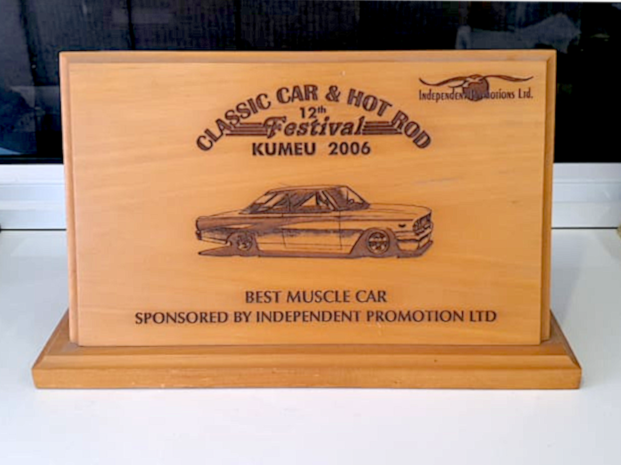 CLASSIC CAR & HOT ROD
12th
Festival
KUMEU 2006
Independent Promotions Ltd.
BEST MUSCLE CAR
SPONSORED BY INDEPENDENT PROMOTION LTD